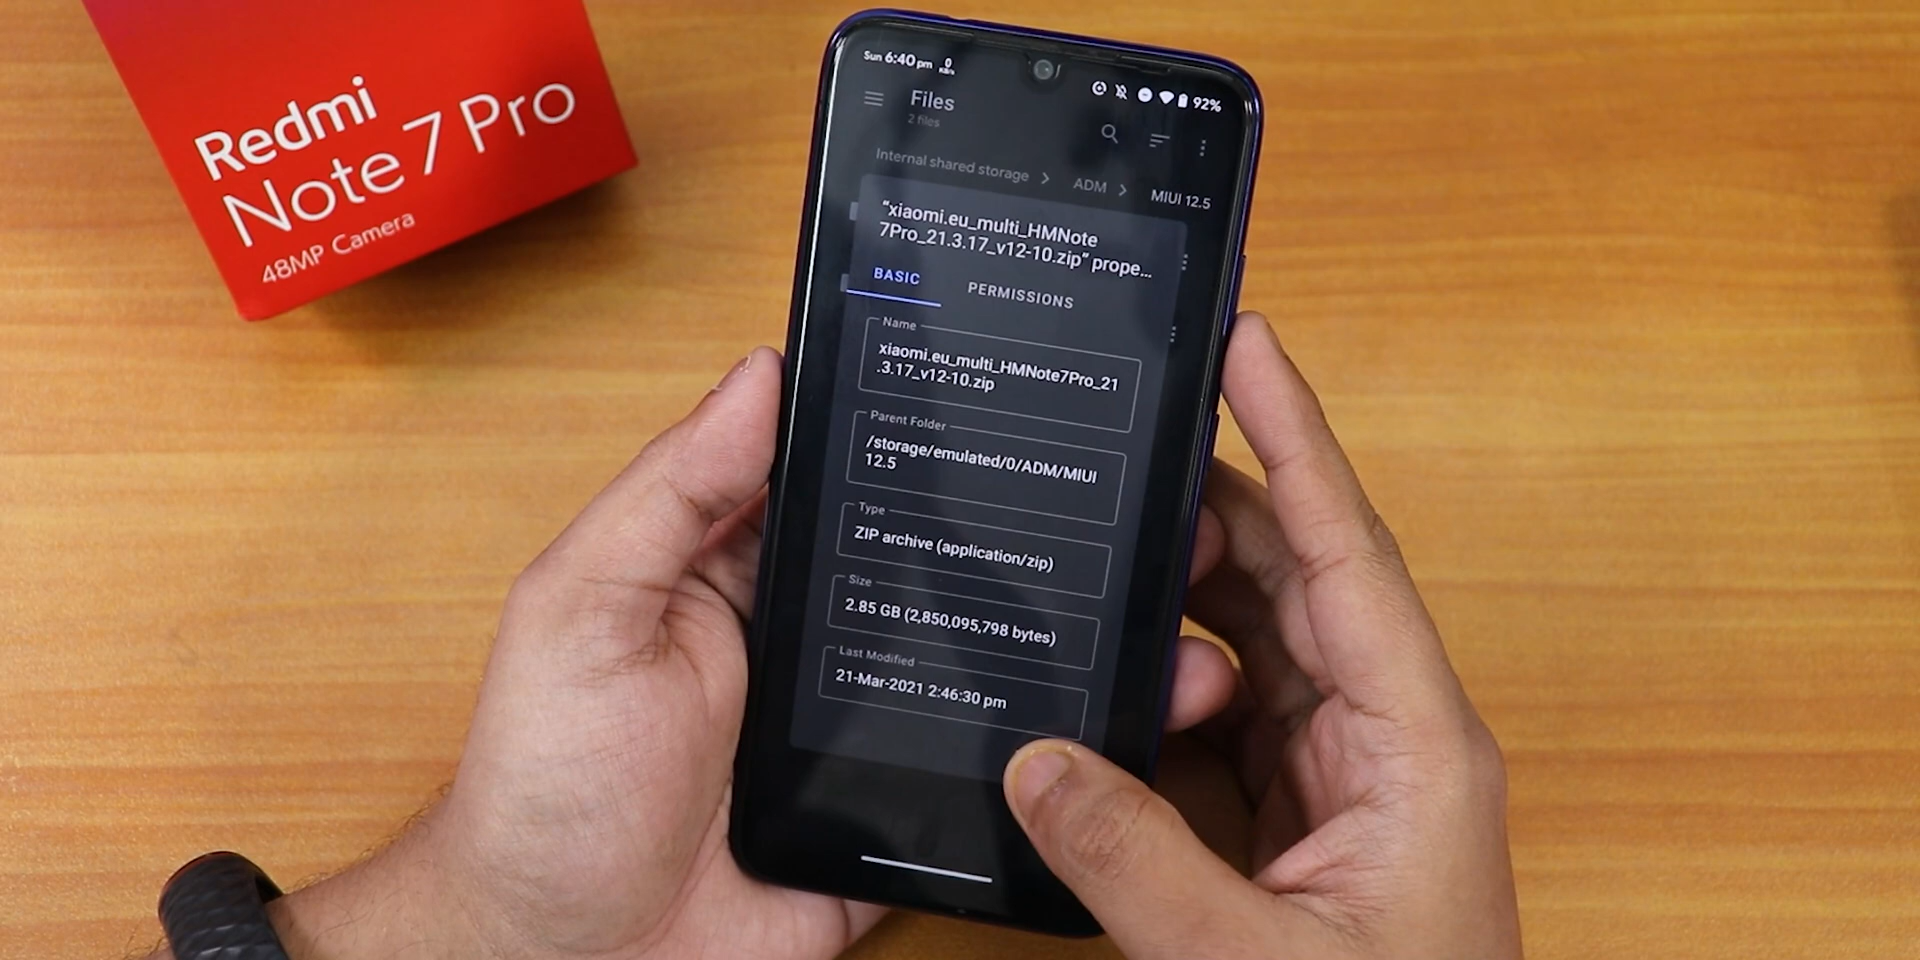 Redmi
Note 7 Pro
48MP Camera
Sun 6:40 pm 0 KB/s
92%
Files
2 files
Internal shared storage > ADM > MIUI 12.5
“xiaomi.eu_multi_HMNote
7Pro_21.3.17_v12-10.zip” prope...
BASIC PERMISSIONS
Name
xiaomi.eu_multi_HMNote7Pro_21
.3.17_v12-10.zip
Parent Folder
/storage/emulated/0/ADM/MIUI
12.5
Type
ZIP archive (application/zip)
Size
2.85 GB (2,850,095,798 bytes)
Last Modified
21-Mar-2021 2:46:30 pm